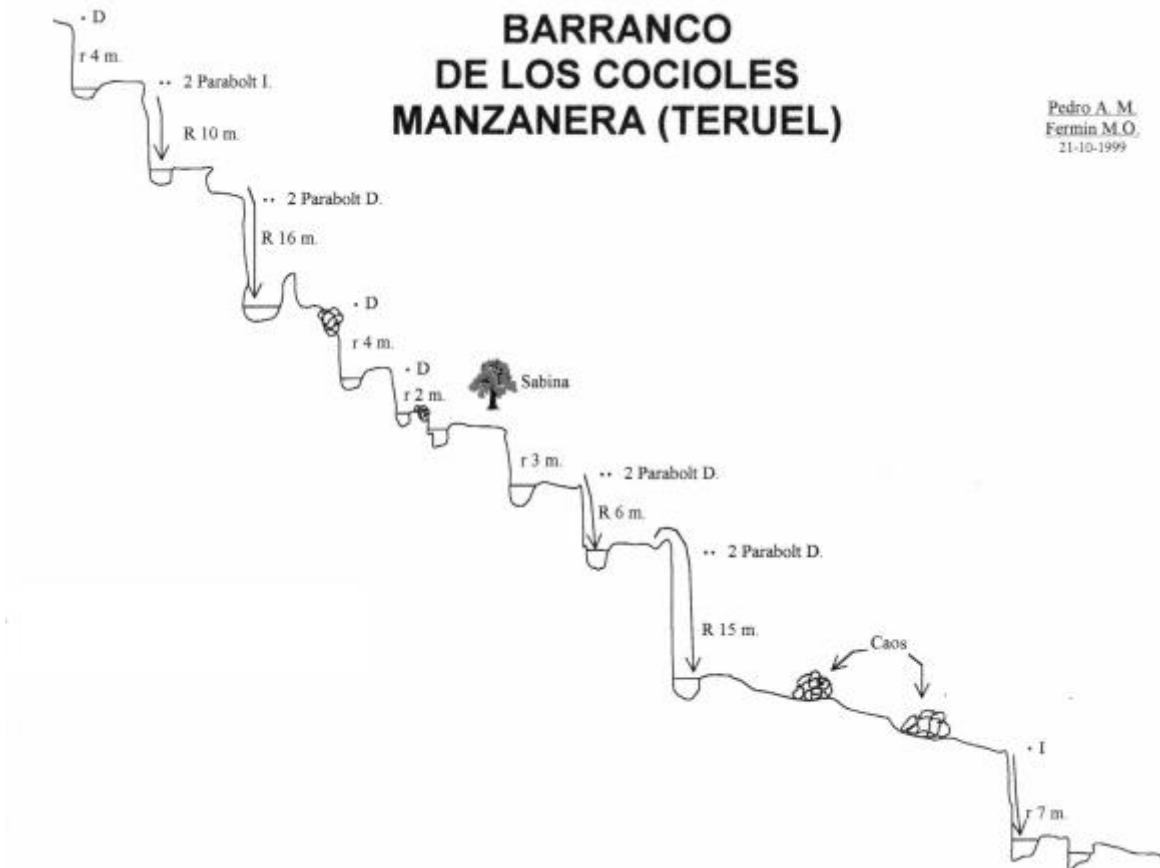 BARRANCO
DE LOS COCIOLES
MANZANERA (TERUEL)
Pedro A. M.
Fermin M.O.
21-10-1999
· D
r 4 m.
·· 2 Parabolt I.
R 10 m.
·· 2 Parabolt D.
R 16 m.
· D
r 4 m.
· D
r 2 m.
Sabina
r 3 m.
·· 2 Parabolt D.
R 6 m.
·· 2 Parabolt D.
R 15 m.
Caos
· I
r 7 m.